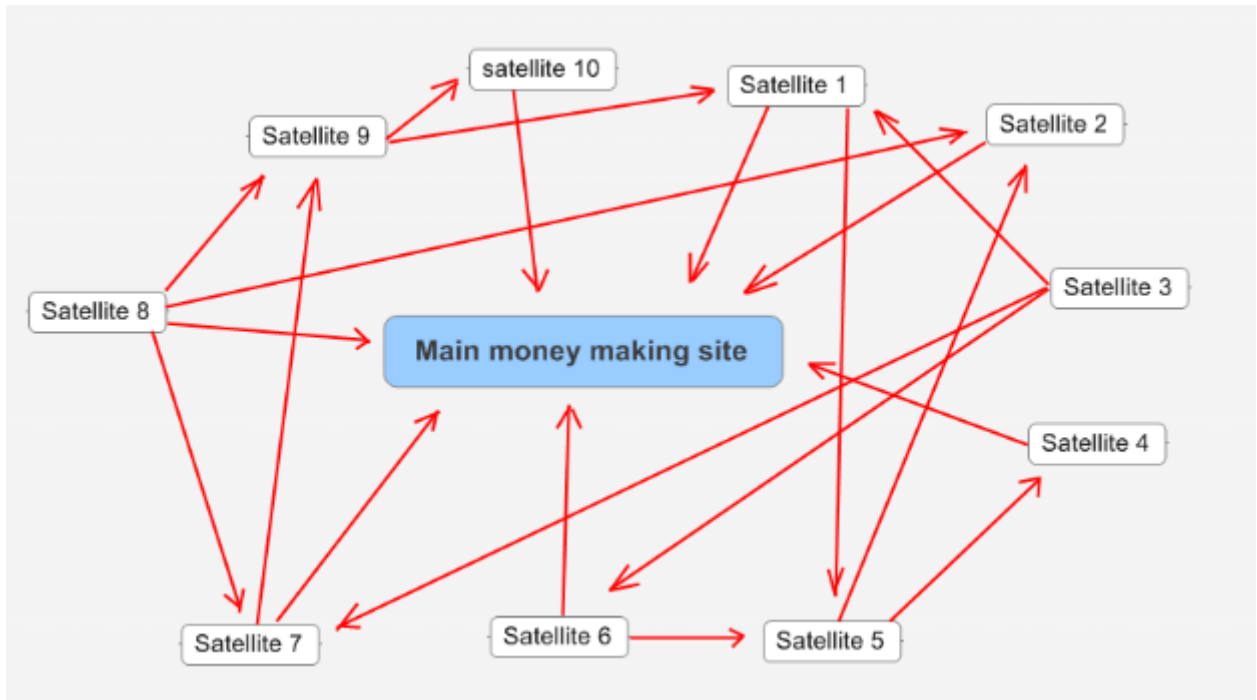 satellite 10
Satellite 1
Satellite 2
Satellite 9
Satellite 3
Satellite 8
Main money making site
Satellite 4
Satellite 7
Satellite 6
Satellite 5